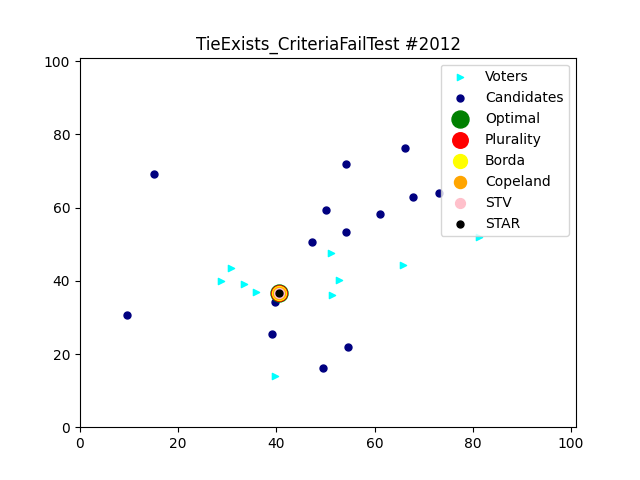 TieExists_CriteriaFailTest #2012
100
80
60
40
20
0
0 20 40 60 80 100
Voters
Candidates
Optimal
Plurality
Borda
Copeland
STV
STAR